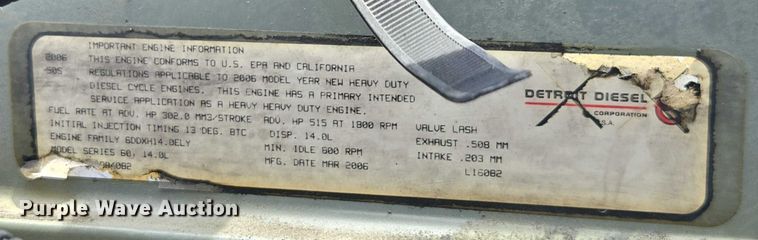 IMPORTANT ENGINE INFORMATION
2006 THIS ENGINE CONFORMS TO U.S. EPA AND CALIFORNIA
50S REGULATIONS APPLICABLE TO 2006 MODEL YEAR NEW HEAVY DUTY
DIESEL CYCLE ENGINES. THIS ENGINE HAS A PRIMARY INTENDED
SERVICE APPLICATION AS A HEAVY HEAVY DUTY ENGINE.
FUEL RATE AT ADV. HP 302.0 MM3/STROKE ADV. HP 515 AT 1800 RPM
INITIAL INJECTION TIMING 13 DEG. BTC DISP. 14.0L
ENGINE FAMILY 6DDXH14.0ELY MIN. IDLE 600 RPM
MODEL SERIES 60, 14.0L MFG. DATE MAR 2006
VALVE LASH
EXHAUST .508 MM
INTAKE .203 MM
L16082
DETROIT DIESEL
CORPORATION
Purple Wave Auction